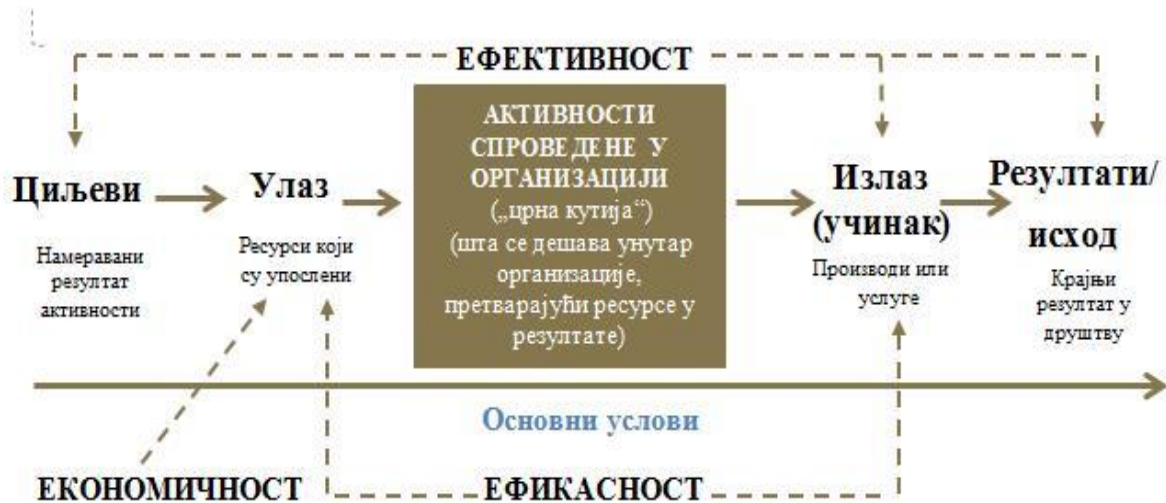 ЕФЕКТИВНОСТ
Циљеви
Намеравани
резултат
активности
Улаз
Ресурси који
су упослени
АКТИВНОСТИ
СПРОВЕДЕНЕ У
ОРГАНИЗАЦИЈИ
(„црна кутија“)
(шта се дешава унутар
организације,
претварајући ресурсе у
резултате)
Излаз
(учинак)
Производи или
услуге
Резултати/
исход
Крајњи
резултат у
друштву
Основни услови
ЕКОНОМИЧНОСТ
ЕФИКАСНОСТ